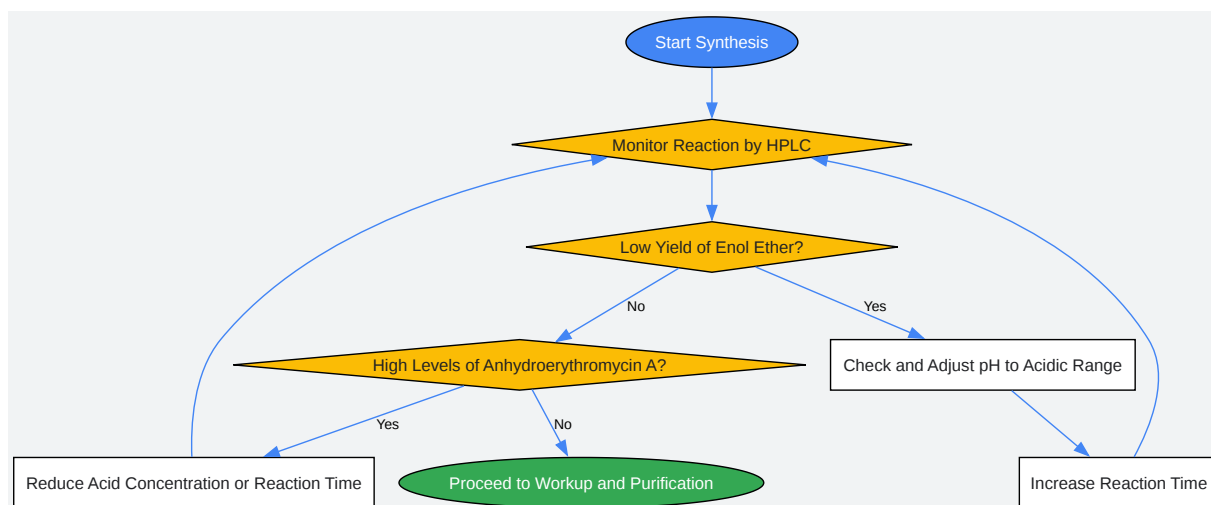 Start Synthesis
Monitor Reaction by HPLC
Low Yield of Enol Ether?
No
Yes
High Levels of Anhydroerythromycin A?
Check and Adjust pH to Acidic Range
Yes
No
Reduce Acid Concentration or Reaction Time
Proceed to Workup and Purification
Increase Reaction Time